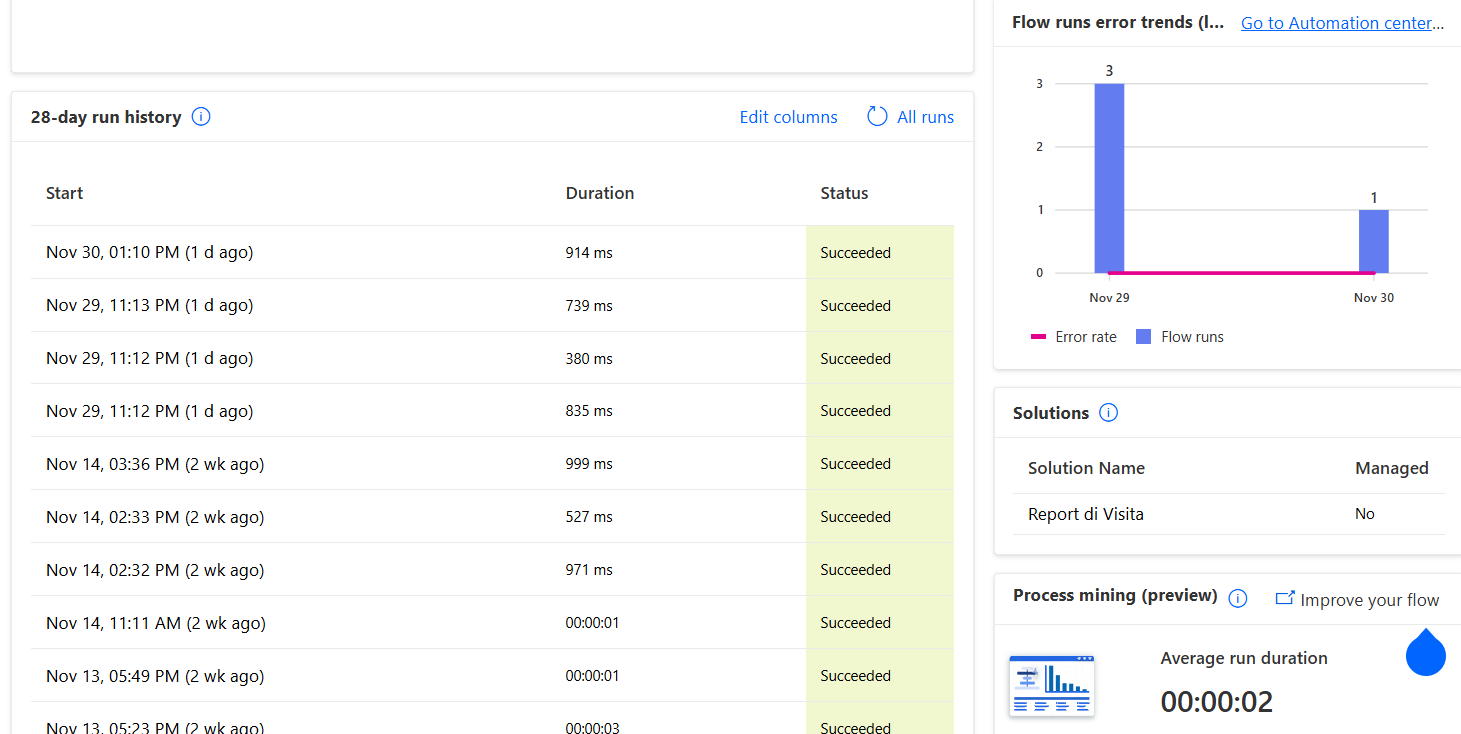 28-day run history
Edit columns
All runs
Start Duration Status
Nov 30, 01:10 PM (1 d ago) 914 ms Succeeded
Nov 29, 11:13 PM (1 d ago) 739 ms Succeeded
Nov 29, 11:12 PM (1 d ago) 380 ms Succeeded
Nov 29, 11:12 PM (1 d ago) 835 ms Succeeded
Nov 14, 03:36 PM (2 wk ago) 999 ms Succeeded
Nov 14, 02:33 PM (2 wk ago) 527 ms Succeeded
Nov 14, 02:32 PM (2 wk ago) 971 ms Succeeded
Nov 14, 11:11 AM (2 wk ago) 00:00:01 Succeeded
Nov 13, 05:49 PM (2 wk ago) 00:00:01 Succeeded
Nov 13, 05:23 PM (2 wk ago) 00:00:03 Succeeded
Flow runs error trends (l... Go to Automation center...
3
3
2
1
1
0
Nov 29 Nov 30
Error rate Flow runs
Solutions
Solution Name Managed
Report di Visita No
Process mining (preview)
Improve your flow
Average run duration
00:00:02